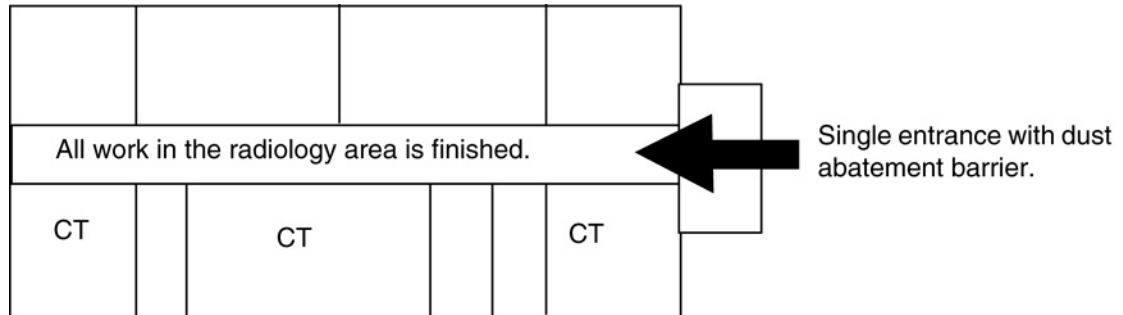 All work in the radiology area is finished.
Single entrance with dust
abatement barrier.
CT
CT
CT